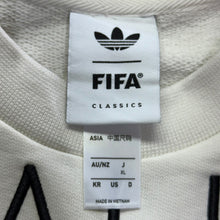 FIFA®
CLASSICS
ASIA 中国尺码
AU/NZ J
XL
KR US D
MADE IN VIETNAM